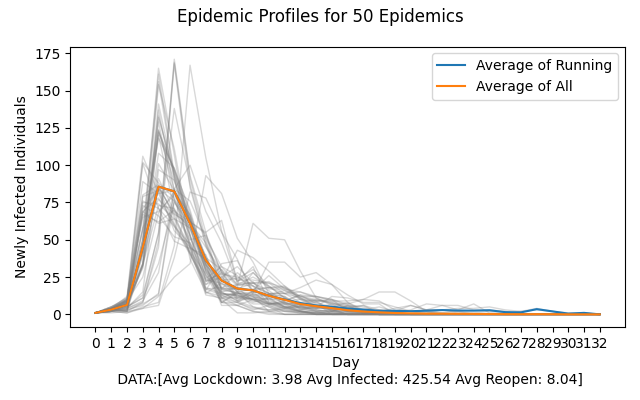 Epidemic Profiles for 50 Epidemics
175
150
125
100
75
50
25
0
Newly Infected Individuals
Average of Running
Average of All
0 1 2 3 4 5 6 7 8 9 10 11 12 13 14 15 16 17 18 19 20 21 22 23 24 25 26 27 28 29 30 31 32
Day
DATA:[Avg Lockdown: 3.98 Avg Infected: 425.54 Avg Reopen: 8.04]